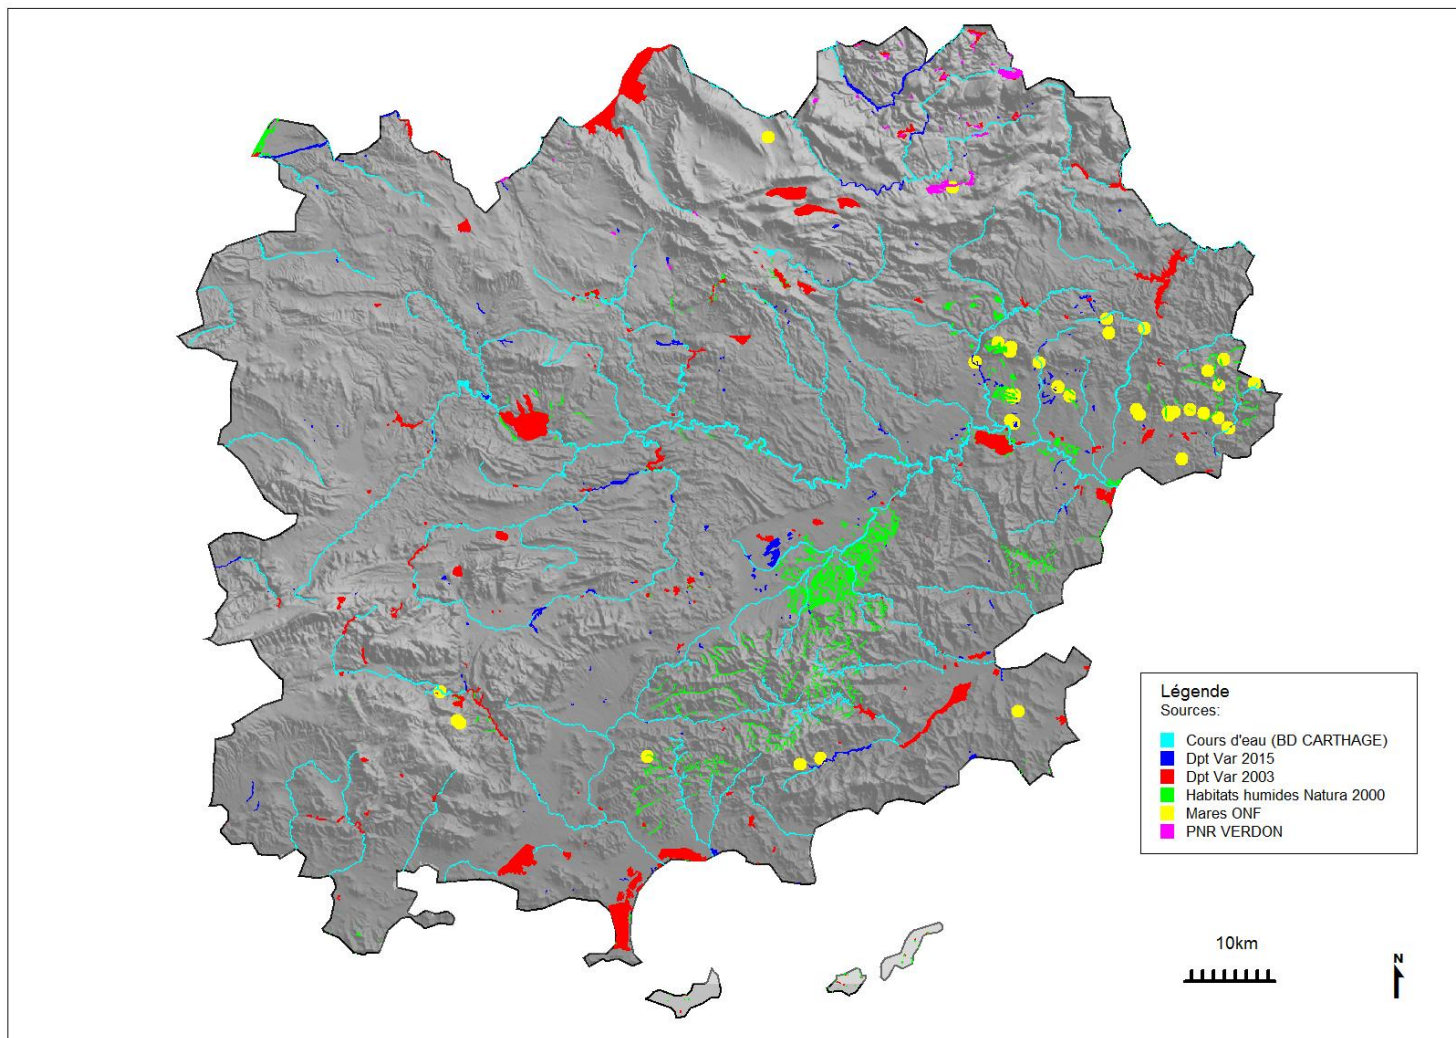 Légende
Sources:
Cours d'eau (BD CARTHAGE)
Dpt Var 2015
Dpt Var 2003
Habitats humides Natura 2000
Mares ONF
PNR VERDON
10km
N